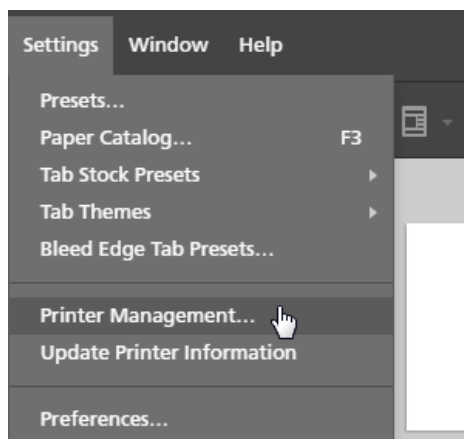 Settings Window Help
Presets...
Paper Catalog... F3
Tab Stock Presets
Tab Themes
Bleed Edge Tab Presets...
Printer Management...
Update Printer Information
Preferences...